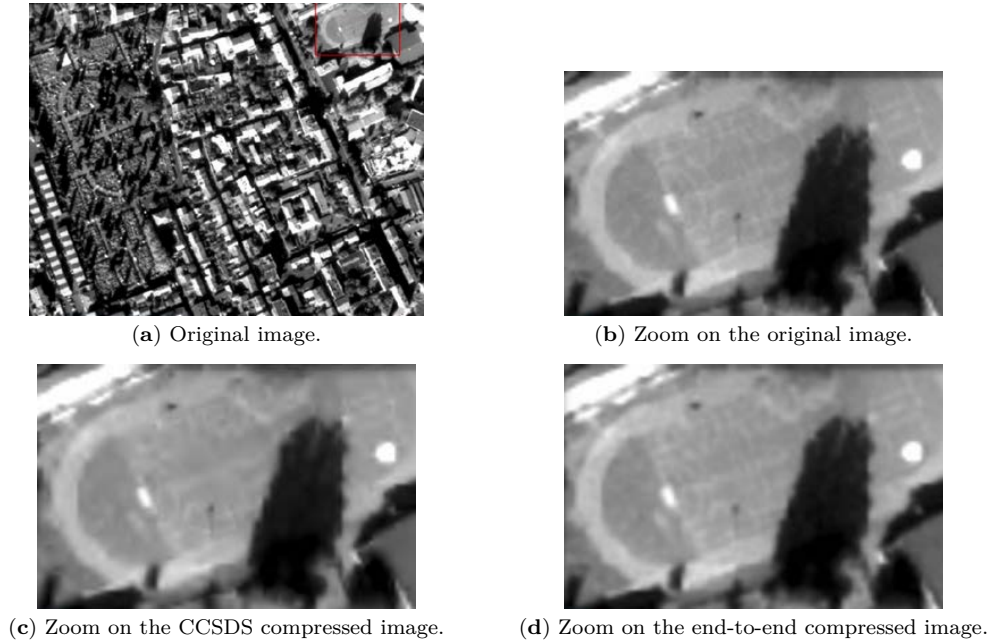 (a) Original image.
(b) Zoom on the original image.
(c) Zoom on the CCSDS compressed image.
(d) Zoom on the end-to-end compressed image.